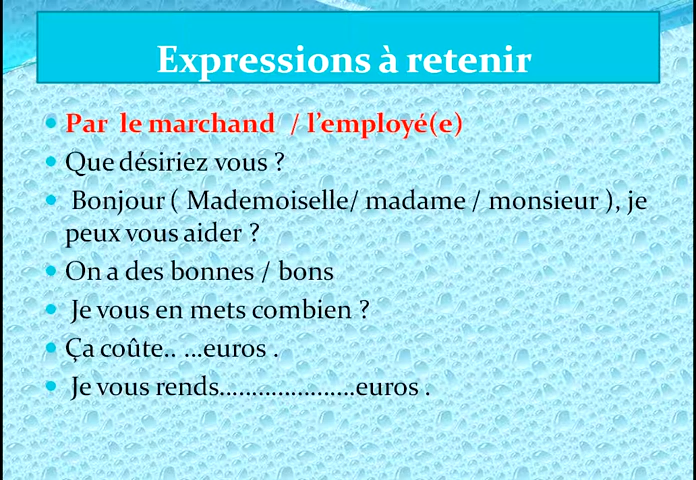 Expressions à retenir
Par le marchand / l'employé(e)
Que désiriez vous ?
Bonjour ( Mademoiselle/ madame / monsieur ), je
peux vous aider ?
On a des bonnes / bons
Je vous en mets combien ?
Ça coûte.. ...euros .
Je vous rends.....................euros .